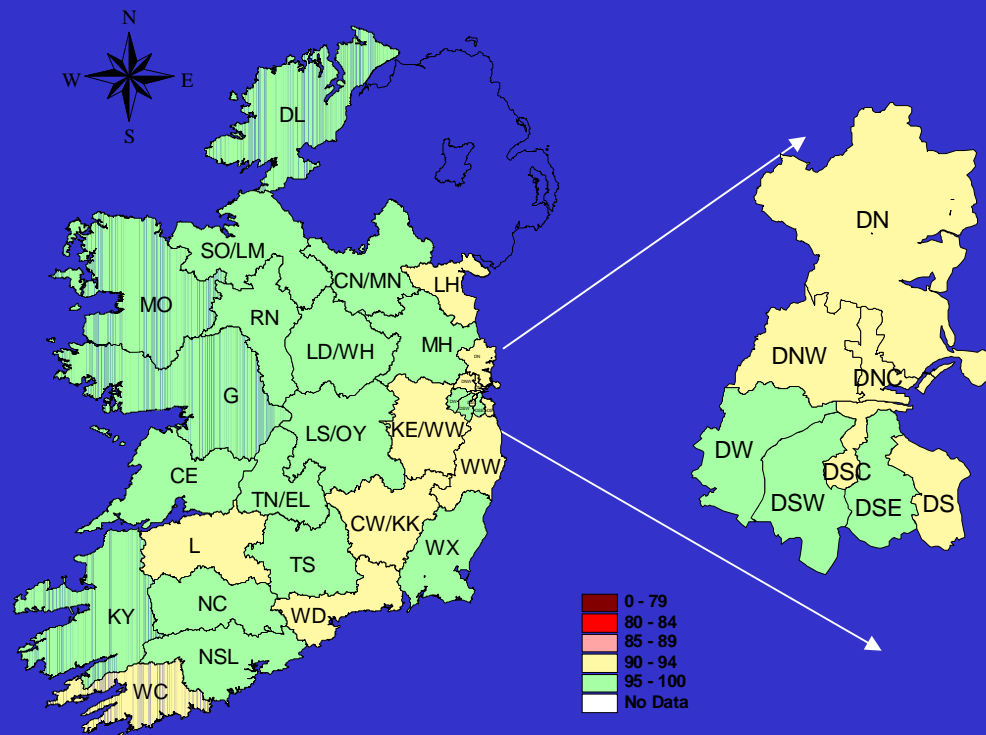 N
W E
S
DL
SO/LM
CN/MN
LH
MO
RN
LD/WH
MH
DN
G
LS/OY
KE/WW
WW
CE
TN/EL
CW/KK
L
TS
WX
KY
NC
WD
NSL
WC
DN
DNW
DNC
DW
DSC
DSW
DSE
DS
0 - 79
80 - 84
85 - 89
90 - 94
95 - 100
No Data